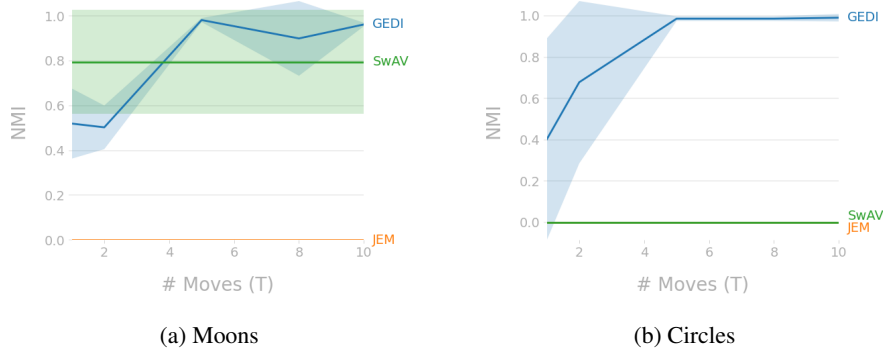 1.0
0.8
0.6
0.4
0.2
0.0
NMI
2 4 6 8 10
# Moves (T)
GEDI
SwAV
JEM
(a) Moons
1.0
0.8
0.6
0.4
0.2
0.0
NMI
2 4 6 8 10
# Moves (T)
GEDI
SwAV
JEM
(b) Circles